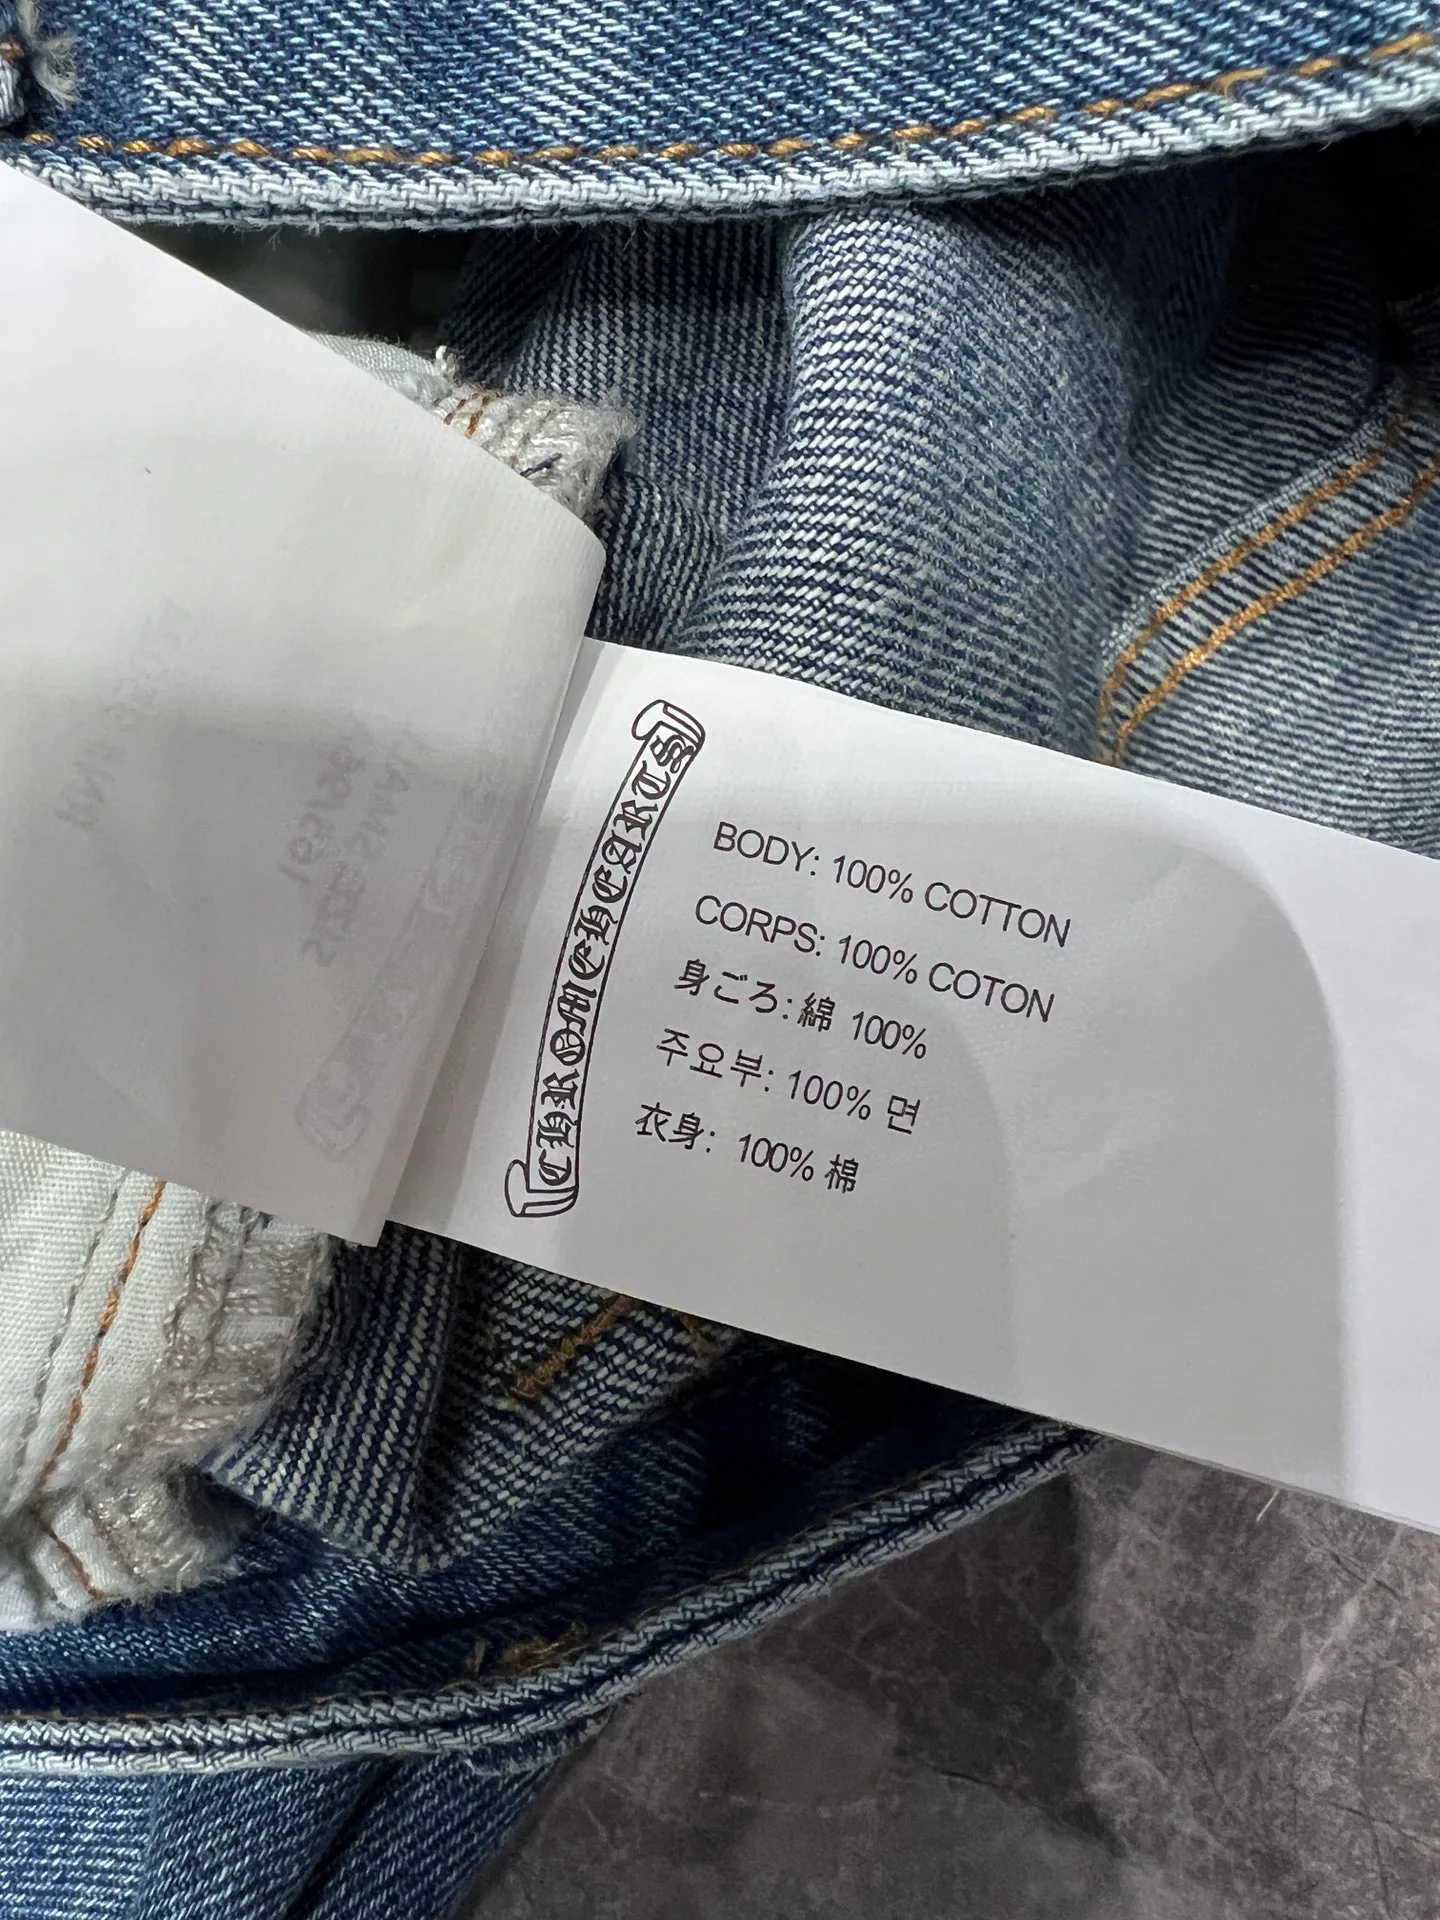 CHROME HEARTS
BODY: 100% COTTON
CORPS: 100% COTON
身ごろ: 綿 100%
주요부: 100% 면
衣身: 100% 棉